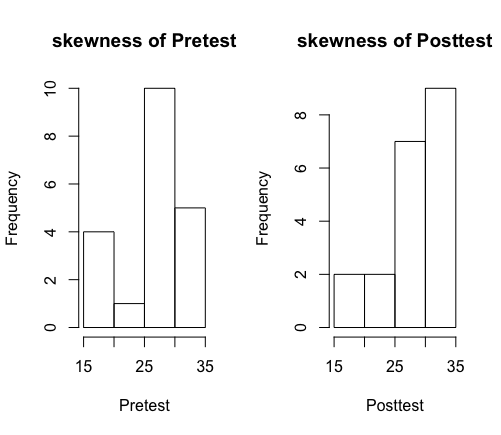 skewness of Pretest
Frequency
0 2 4 6 8 10
15 25 35
Pretest
skewness of Posttest
Frequency
0 2 4 6 8
15 25 35
Posttest